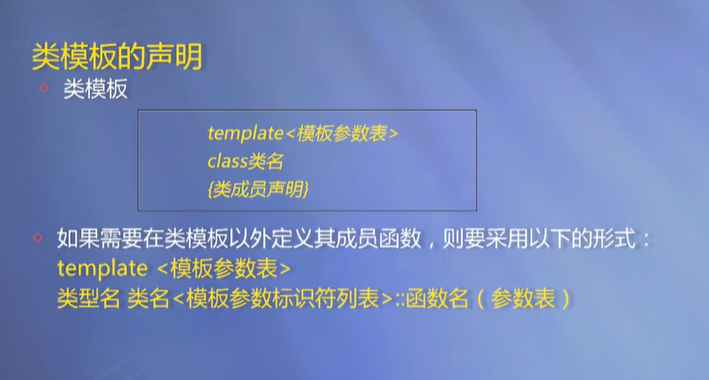 类模板的声明
类模板
template<模板参数表>
class类名
{类成员声明}
如果需要在类模板以外定义其成员函数，则要采用以下的形式：
template <模板参数表>
类型名 类名<模板参数标识符列表>::函数名（参数表）